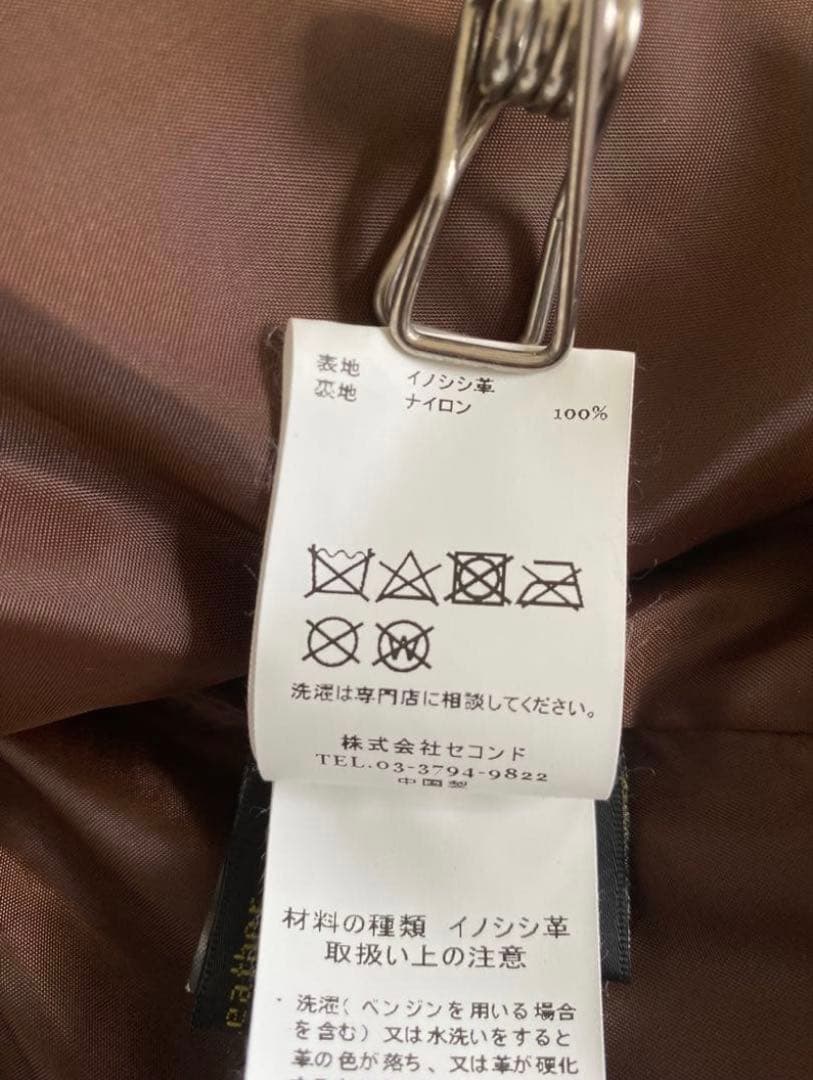 表地 イノシシ革
裏地 ナイロン 100%
W
洗濯は専門店に相談してください。
株式会社セコンド
TEL.03-3794-9822
中国製
材料の種類 イノシシ革
取扱い上の注意
・洗濯(ベンジンを用いる場合
を含む)又は水洗いをすると
革の色が落ち、又は革が硬化
eather